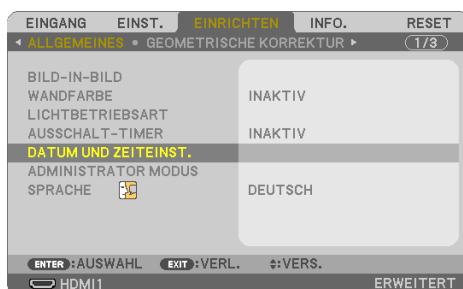 EINGANG EINST. EINRICHTEN INFO. RESET
◄ ALLGEMEINES • GEOMETRISCHE KORREKTUR ► 1/3
BILD-IN-BILD
WANDFARBE INAKTIV
LICHTBETRIEBSART
AUSSCHALT-TIMER INAKTIV
DATUM UND ZEITEINST.
ADMINISTRATOR MODUS
SPRACHE DEUTSCH
ENTER:AUSWAHL EXIT:VERL. ♦:VERS.
HDMI1 ERWEITERT